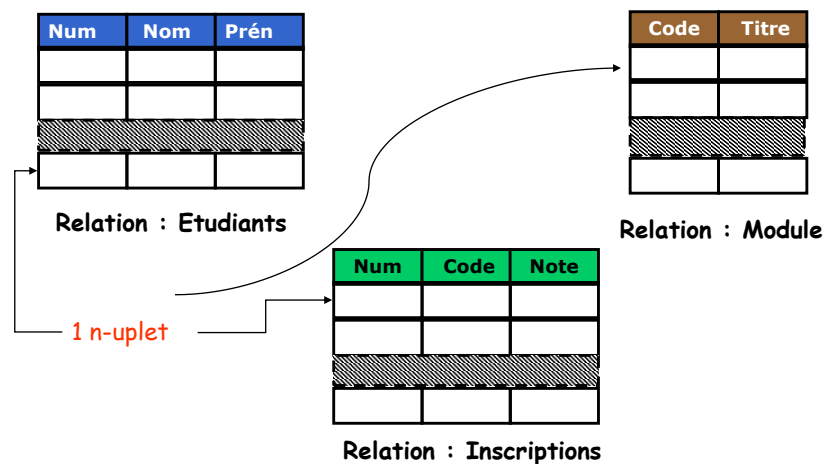 Num Nom Prén
Code Titre
Relation : Etudiants
Relation : Module
Num Code Note
1 n-uplet
Relation : Inscriptions